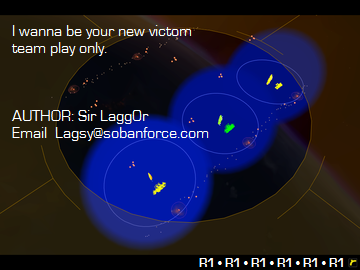 I wanna be your new victom
team play only.
AUTHOR: Sir Lagg0r
Email  Lagsy@sobanforce.com
R1 • R1 • R1 • R1 • R1 • R1 r